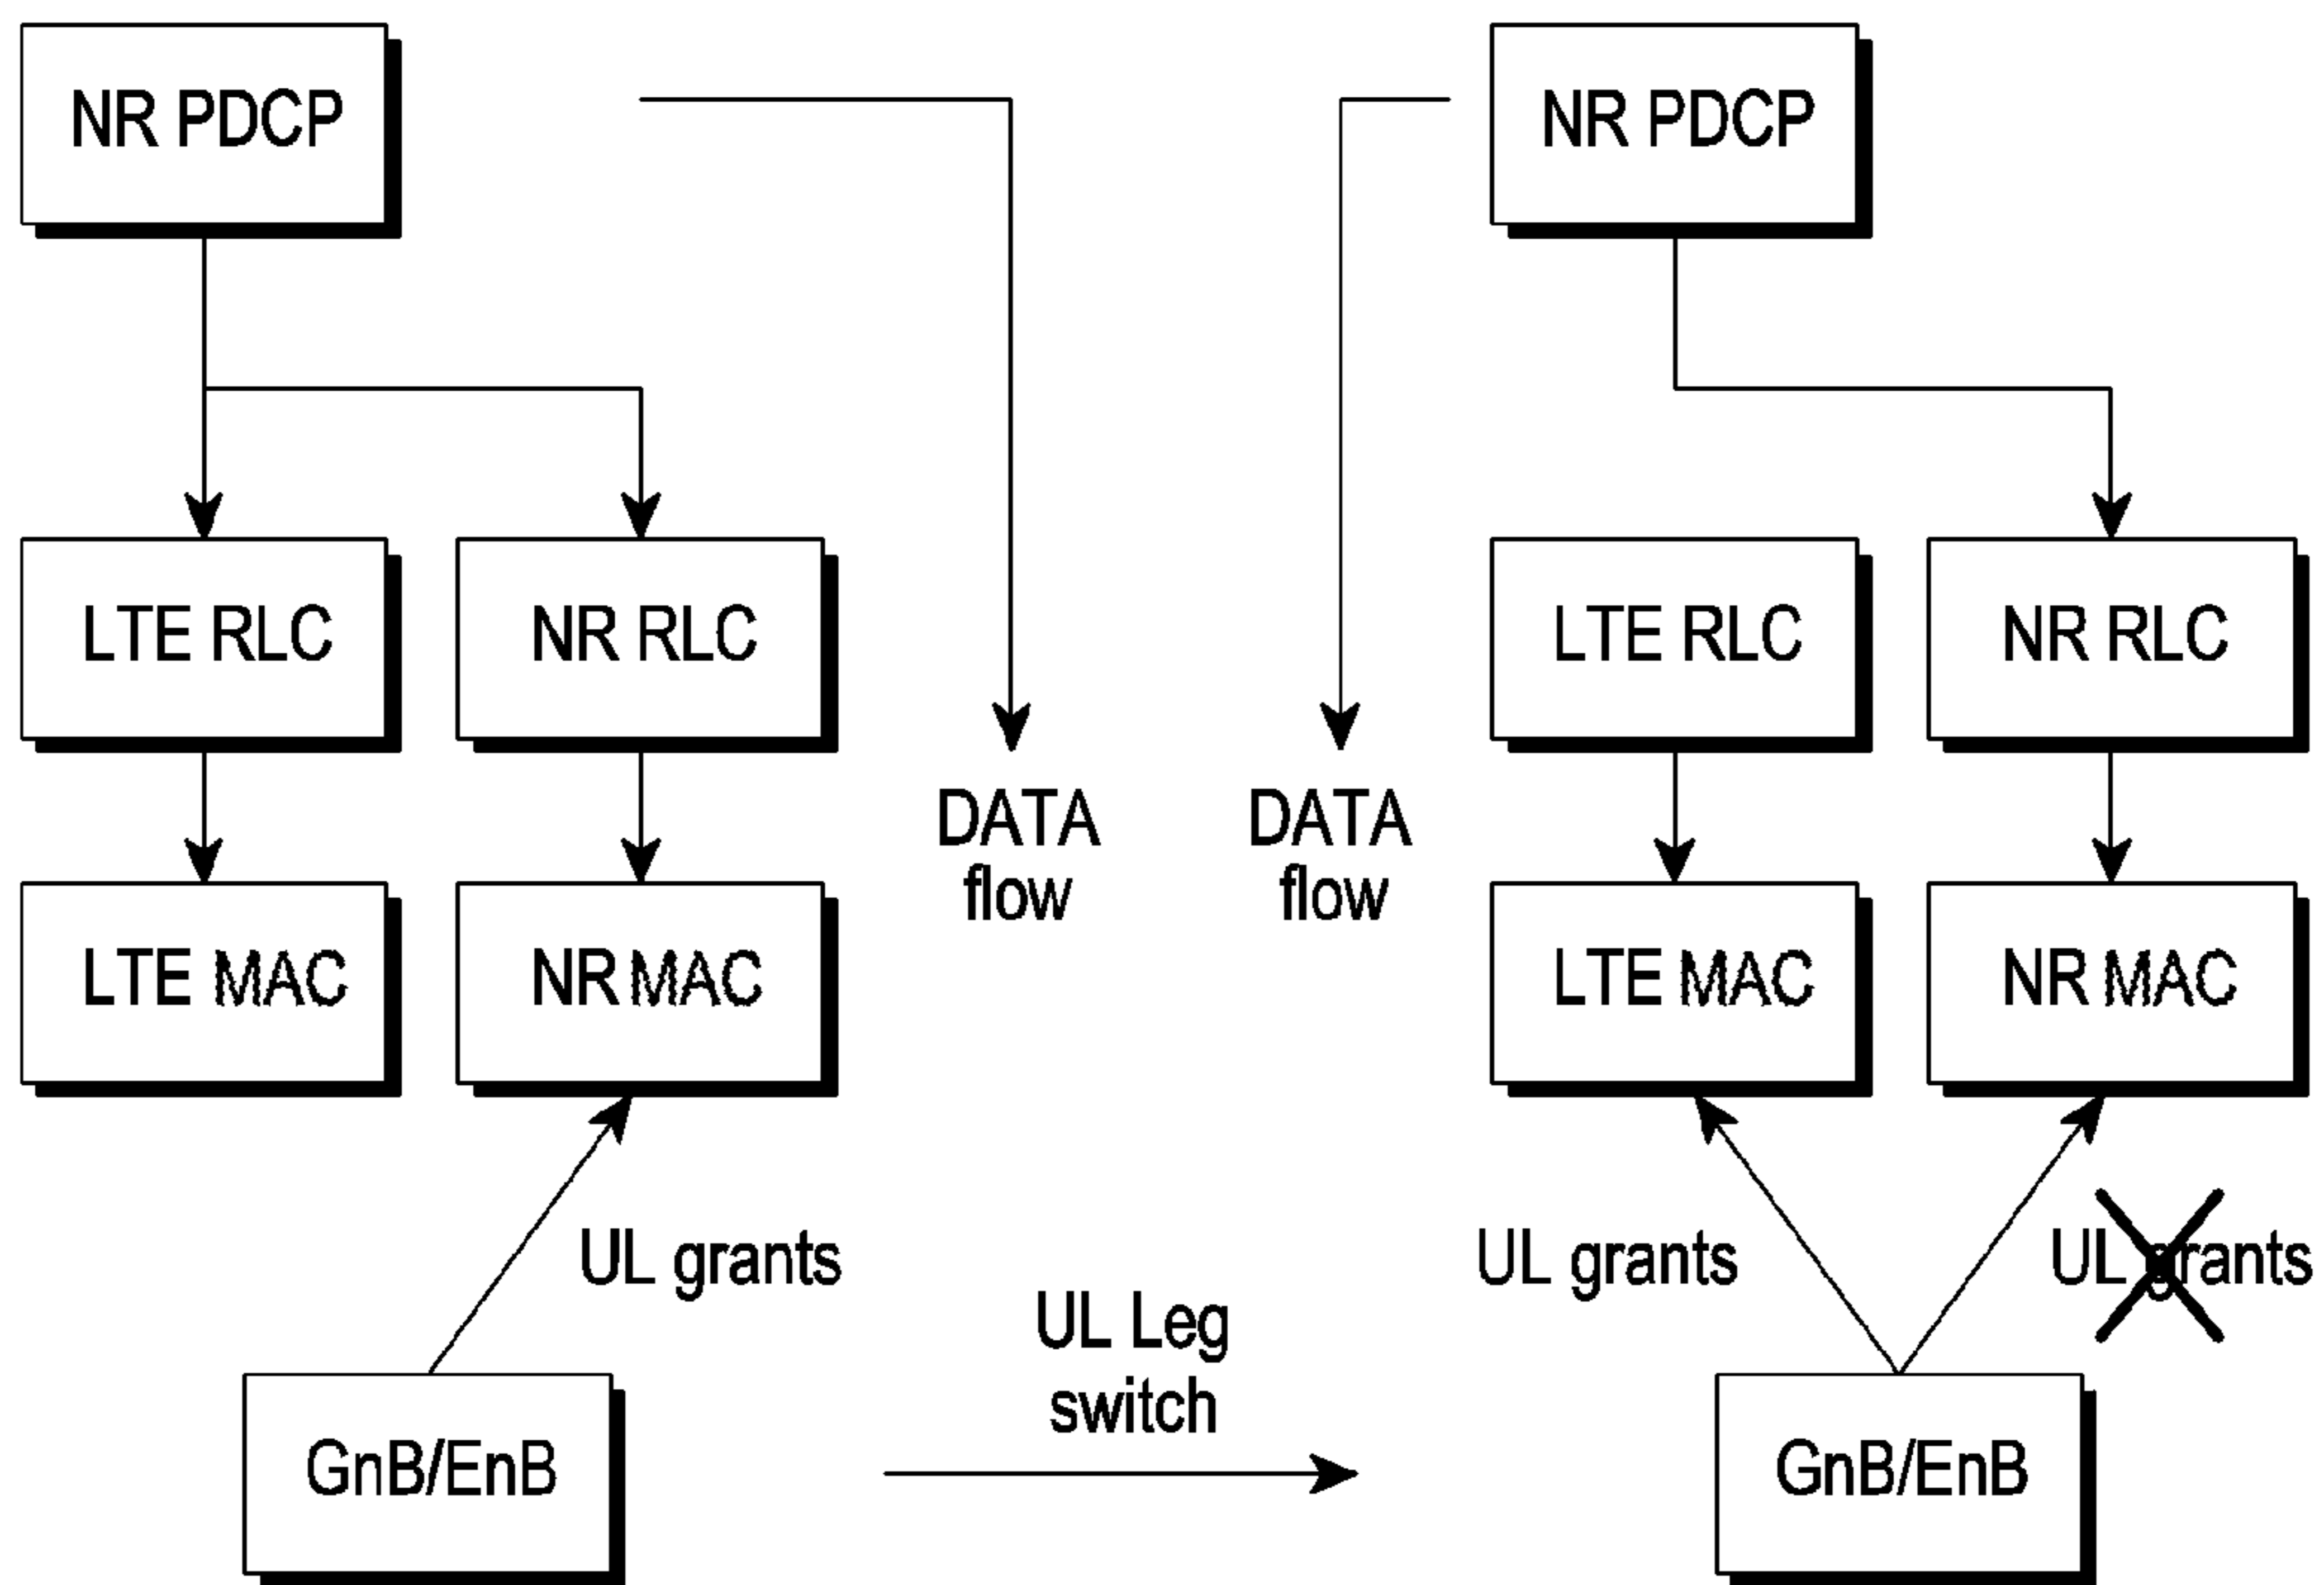 NR PDCP
NR PDCP
LTE RLC
NR RLC
LTE RLC
NR RLC
DATA
flow
DATA
flow
LTE MAC
NR MAC
LTE MAC
NR MAC
UL grants
UL grants
UL grants
UL Leg
switch
GnB/EnB
GnB/EnB